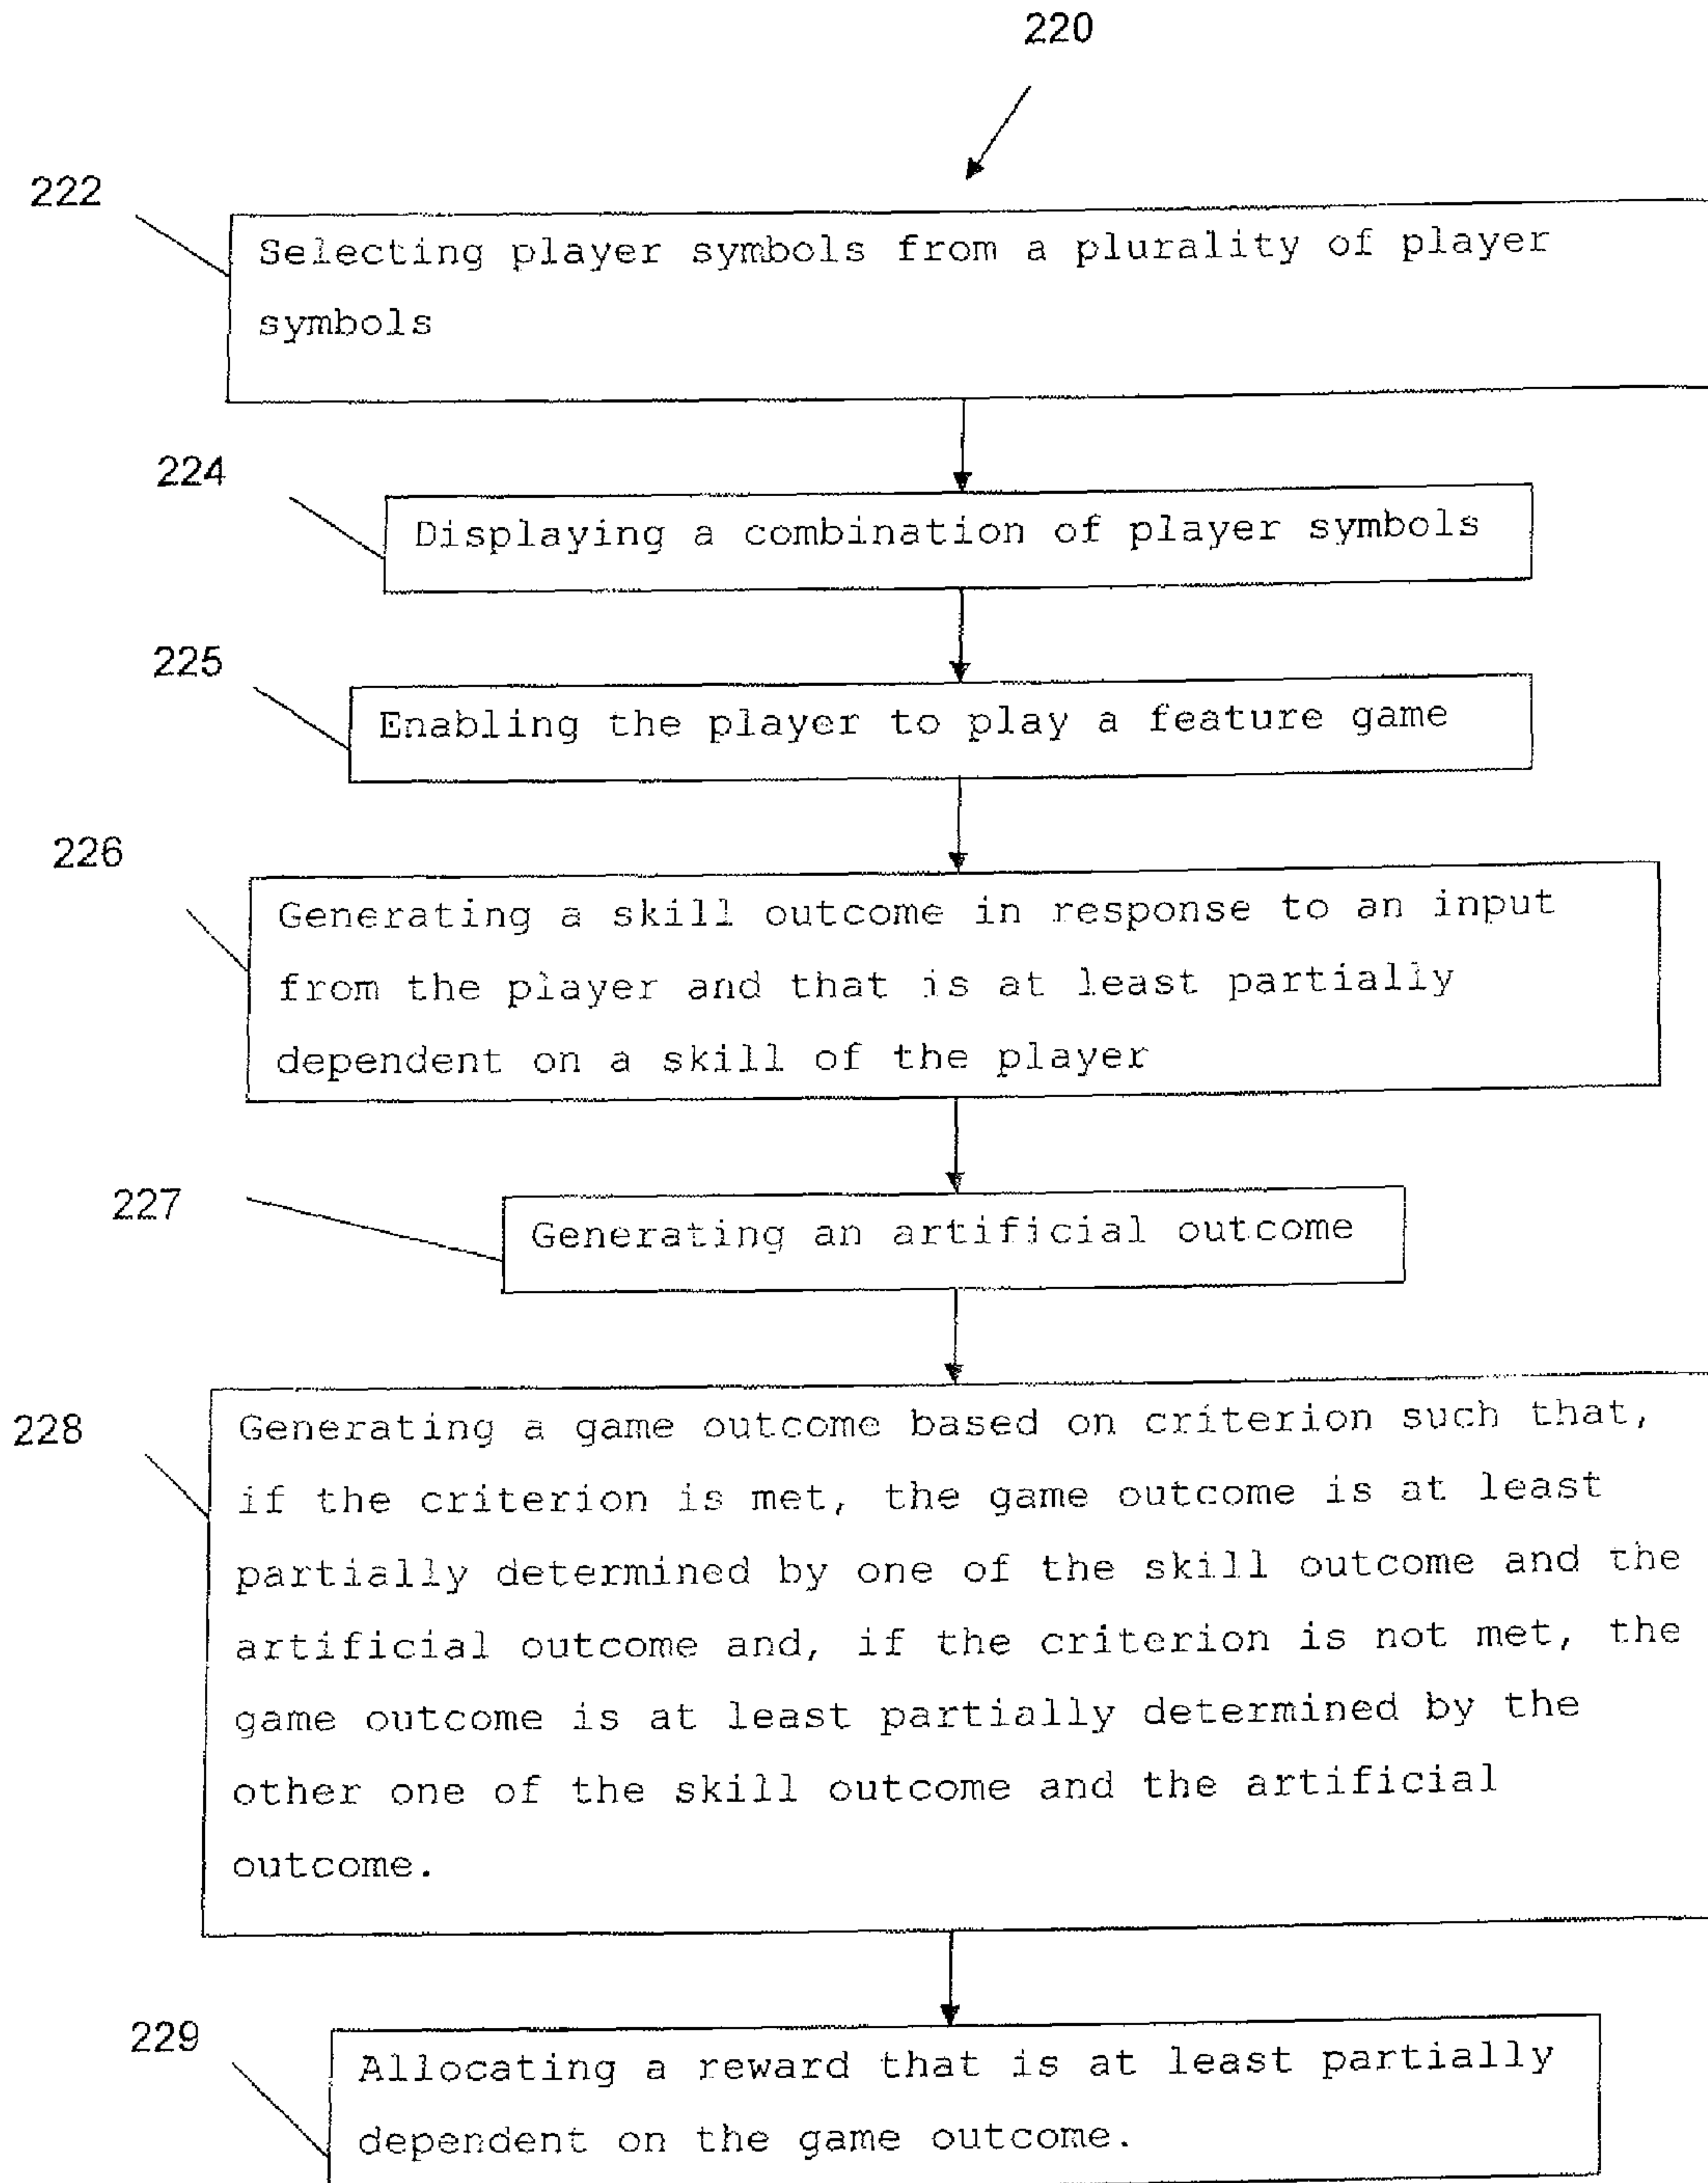 220
222
Selecting player symbols from a plurality of player
symbols
224
Displaying a combination of player symbols
225
Enabling the player to play a feature game
226
Generating a skill outcome in response to an input
from the player and that is at least partially
dependent on a skill of the player
227
Generating an artificial outcome
228
Generating a game outcome based on criterion such that,
if the criterion is met, the game outcome is at least
partially determined by one of the skill outcome and the
artificial outcome and, if the criterion is not met, the
game outcome is at least partially determined by the
other one of the skill outcome and the artificial
outcome.
229
Allocating a reward that is at least partially
dependent on the game outcome.